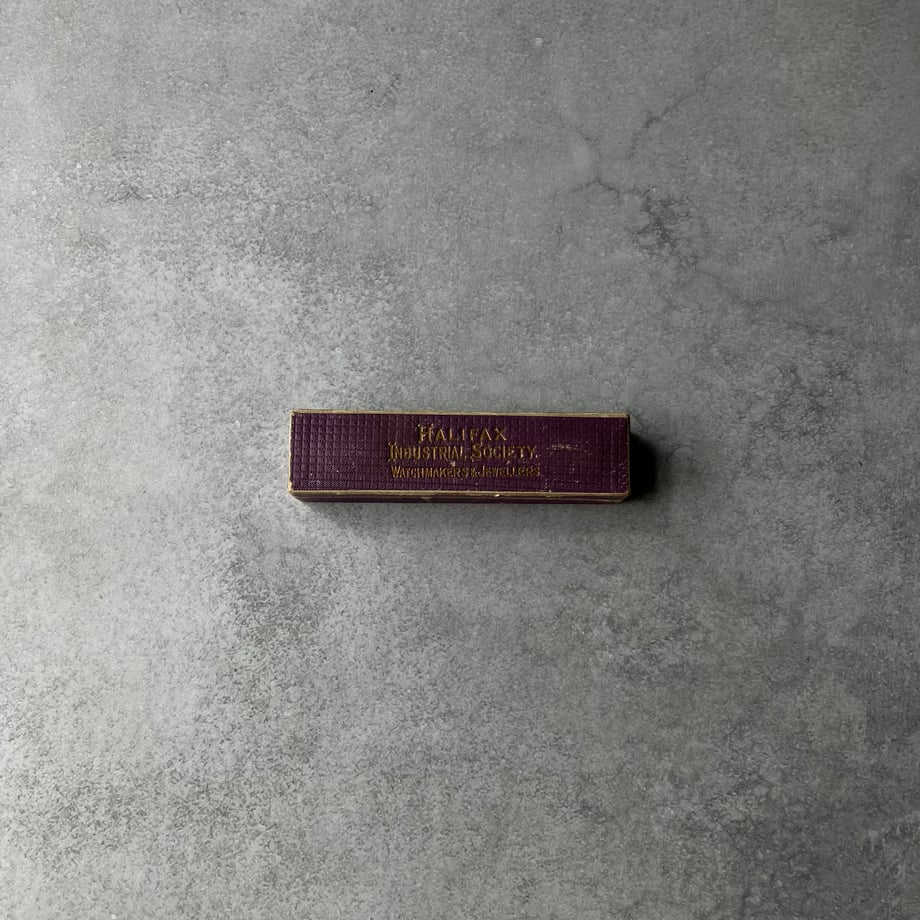 HALIFAX
INDUSTRIAL SOCIETY.
WATCHMAKERS & JEWELLERS